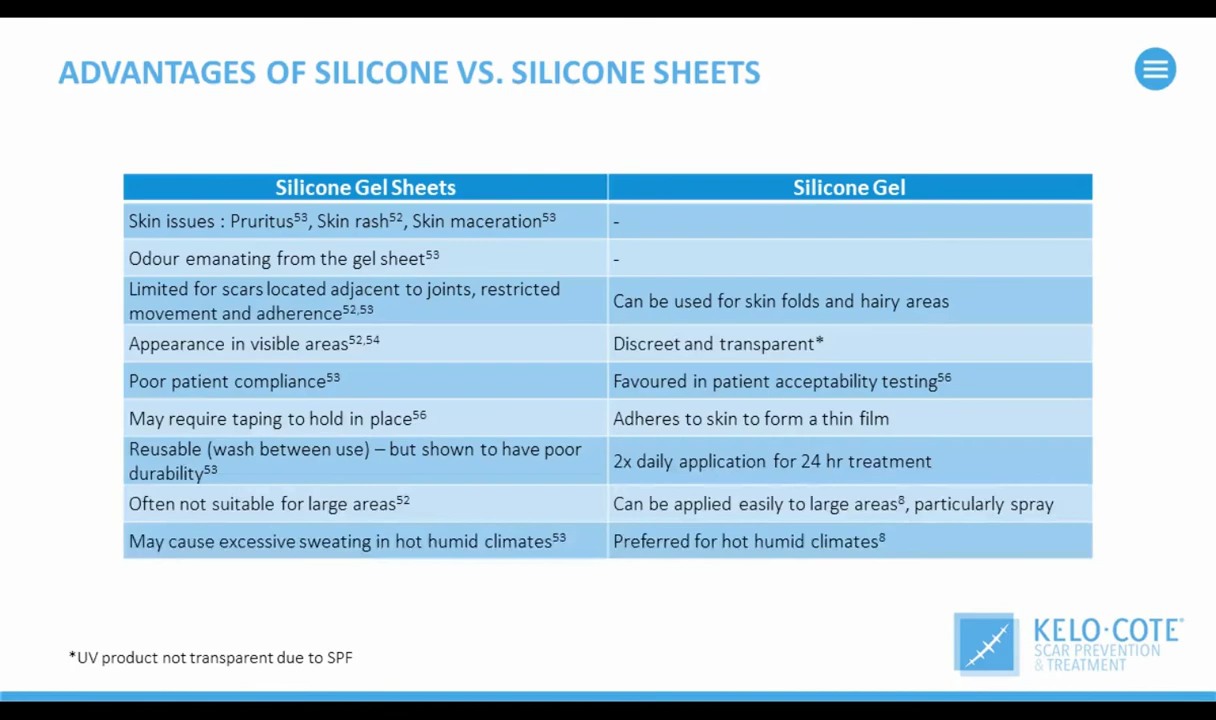 ADVANTAGES OF SILICONE VS. SILICONE SHEETS
Silicone Gel Sheets
Silicone Gel
Skin issues : Pruritus⁵³, Skin rash⁵², Skin maceration⁵³
-
Odour emanating from the gel sheet⁵³
-
Limited for scars located adjacent to joints, restricted
movement and adherence⁵²,⁵³
Can be used for skin folds and hairy areas
Appearance in visible areas⁵²,⁵⁴
Discreet and transparent*
Poor patient compliance⁵³
Favoured in patient acceptability testing⁵⁶
May require taping to hold in place⁵⁶
Adheres to skin to form a thin film
Reusable (wash between use) – but shown to have poor
durability⁵³
2x daily application for 24 hr treatment
Often not suitable for large areas⁵²
Can be applied easily to large areas⁸, particularly spray
May cause excessive sweating in hot humid climates⁵³
Preferred for hot humid climates⁸
*UV product not transparent due to SPF
KELO·COTE®
SCAR PREVENTION
& TREATMENT